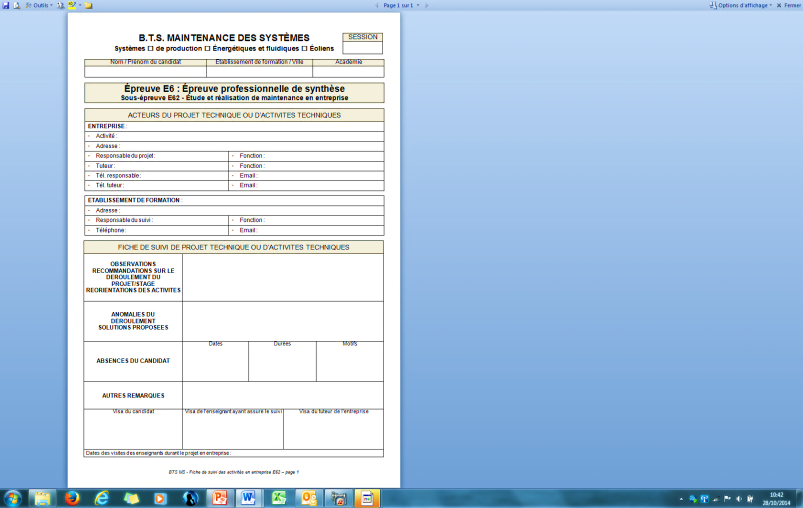 Outils
Page 1 sur 1
Options d'affichage
Fermer
B.T.S. MAINTENANCE DES SYSTÈMES
SESSION
Systèmes ☐ de production ☐ Énergétiques et fluidiques ☐ Éoliens
Nom / Prénom du candidat
Etablissement de formation / Ville
Académie
Épreuve E6 : Épreuve professionnelle de synthèse
Sous-épreuve E62 - Étude et réalisation de maintenance en entreprise
ACTEURS DU PROJET TECHNIQUE OU D'ACTIVITES TECHNIQUES
ENTREPRISE :
- Activité :
- Adresse :
- Responsable du projet : - Fonction :
- Tuteur : - Fonction :
- Tél. responsable : - Email :
- Tél. tuteur : - Email :
ETABLISSEMENT DE FORMATION :
- Adresse :
- Responsable du suivi : - Fonction :
- Téléphone : - Email :
FICHE DE SUIVI DE PROJET TECHNIQUE OU D'ACTIVITES TECHNIQUES
OBSERVATIONS
RECOMMANDATIONS SUR LE
DEROULEMENT DU
PROJET/STAGE
REORIENTATIONS DES ACTIVITES
ANOMALIES DU
DEROULEMENT
SOLUTIONS PROPOSEES
Dates Durées Motifs
ABSENCES DU CANDIDAT
AUTRES REMARQUES
Visa du candidat
Visa de l'enseignant ayant assuré le suivi
Visa du tuteur de l'entreprise
Dates des visites des enseignants durant le projet en entreprise :
BTS MS - Fiche de suivi des activités en entreprise E62 – page 1
10:42
28/10/2014